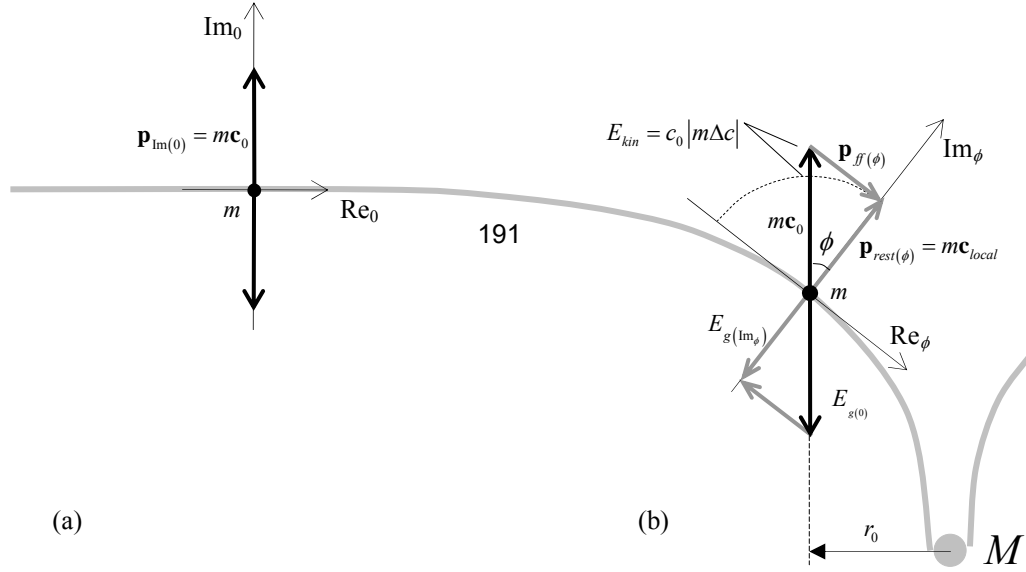 Im₀
p_Im(0) = mc₀
m
Re₀
191
E_kin = c₀|mΔc|
p_ff(ϕ)
Im_ϕ
mc₀
ϕ
p_rest(ϕ) = mc_local
m
E_g(Im_ϕ)
Re_ϕ
E_g(0)
(a)
(b)
r₀
M